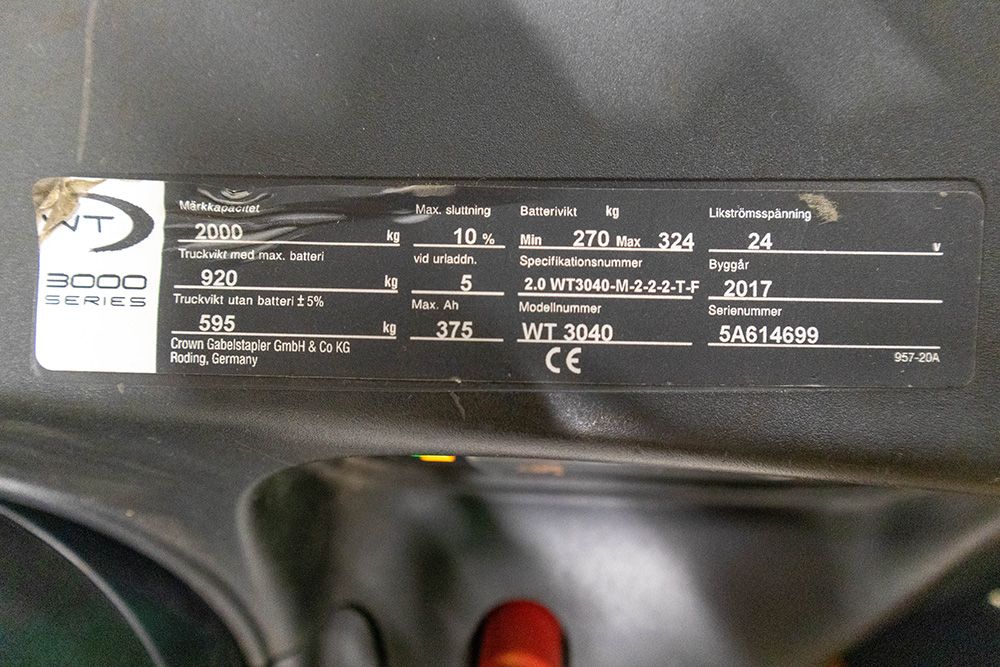 WT
3000
SERIES
Märkkapacitet
2000 kg
Truckvikt med max. batteri
920 kg
Truckvikt utan batteri ± 5%
595 kg
Crown Gabelstapler GmbH & Co KG
Roding, Germany
Max. sluttning
10 %
vid urladdn.
5
Max. Ah
375
Batterivikt kg
Min 270 Max 324
Specifikationsnummer
2.0 WT3040-M-2-2-2-T-F
Modellnummer
WT 3040
CE
Likströmsspänning
24 v
Byggår
2017
Serienummer
5A614699
957-20A